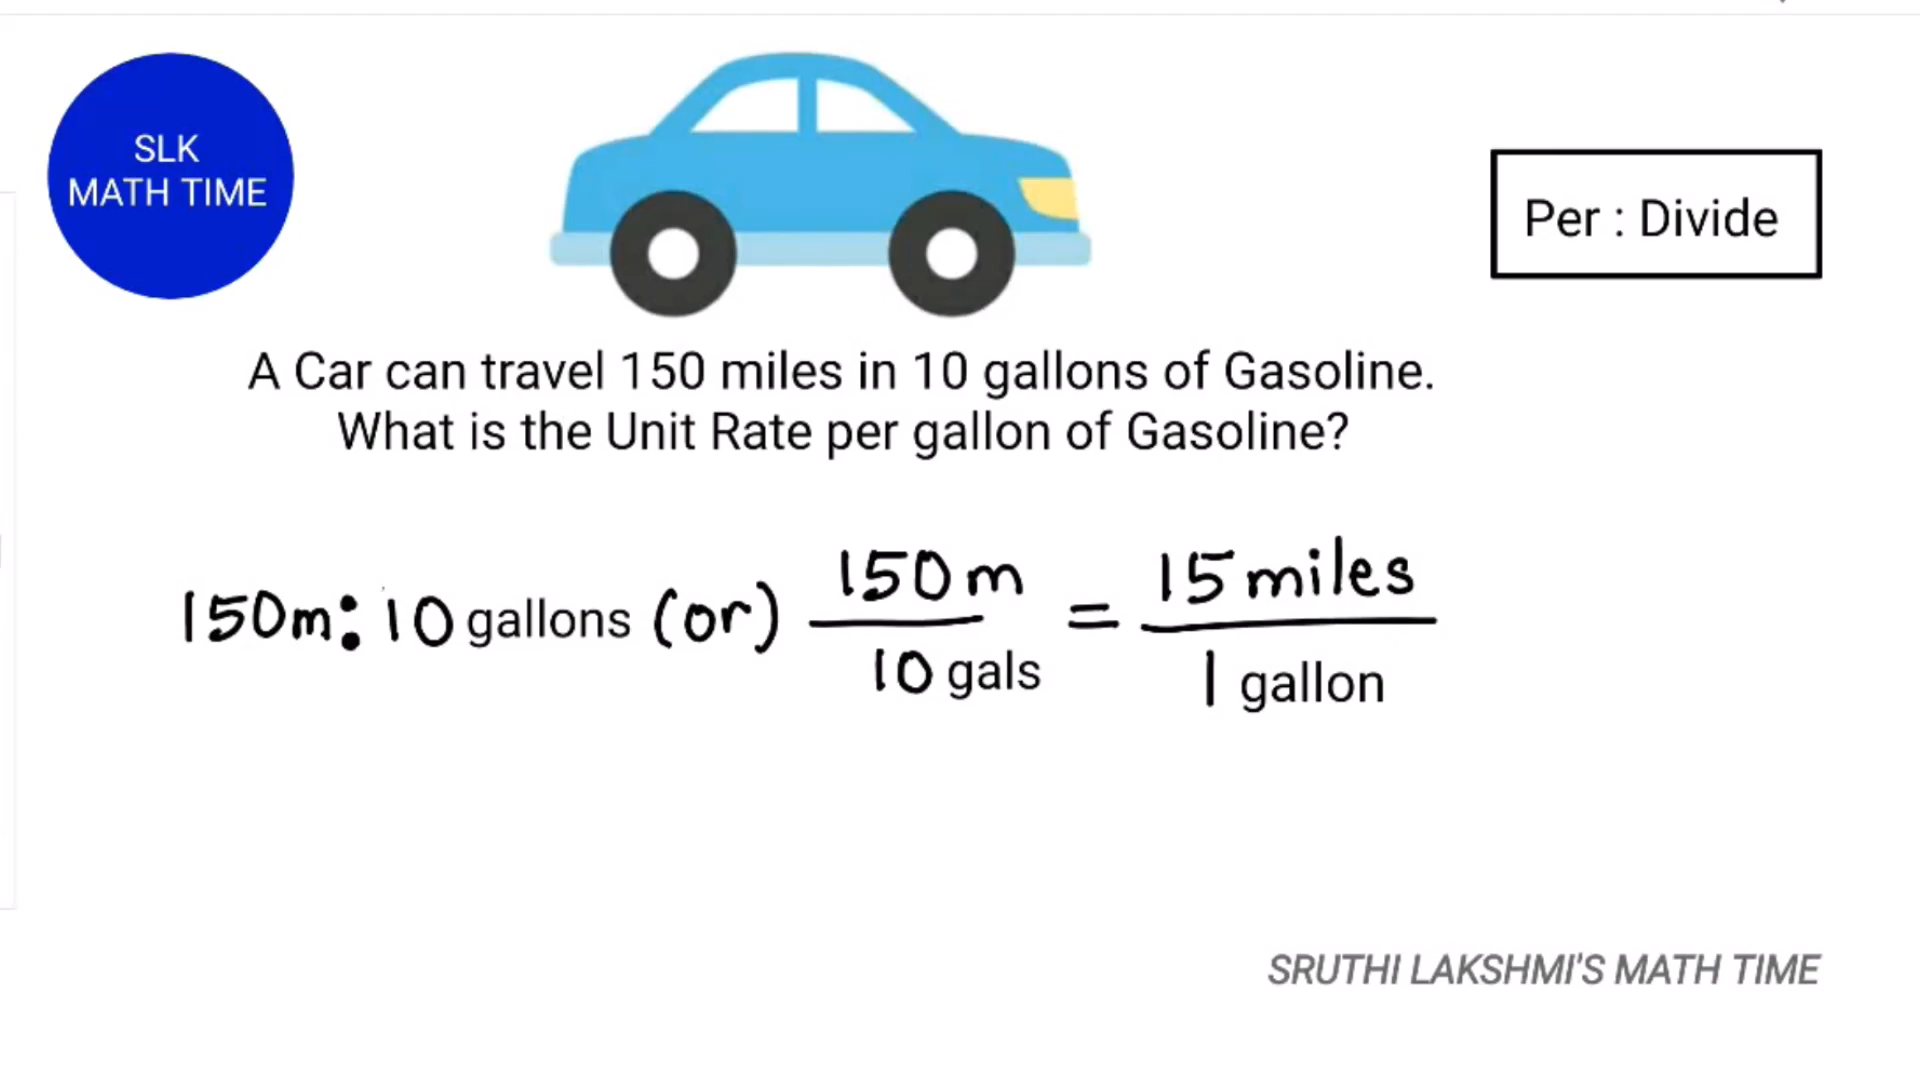 SLK
MATH TIME
Per : Divide
A Car can travel 150 miles in 10 gallons of Gasoline.
What is the Unit Rate per gallon of Gasoline?
150m : 10 gallons (or) 150m / 10 gals = 15 miles / 1 gallon
SRUTHI LAKSHMI'S MATH TIME